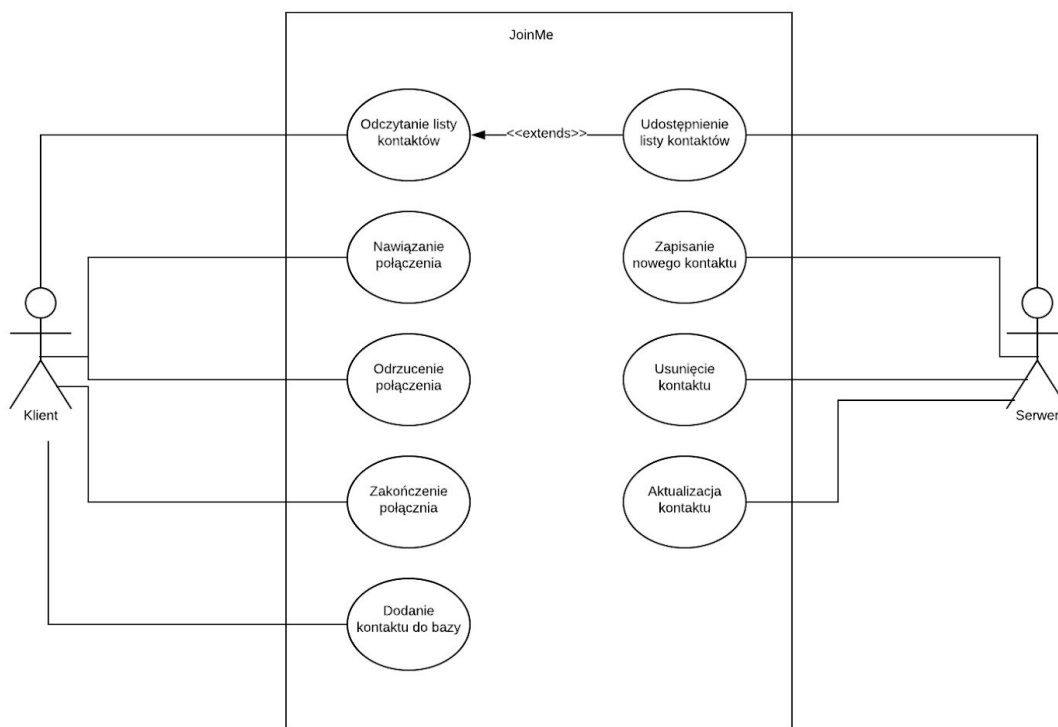 JoinMe
Odczytanie listy
kontaktów
<<extends>>
Udostępnienie
listy kontaktów
Nawiązanie
połączenia
Zapisanie
nowego kontaktu
Odrzucenie
połączenia
Usunięcie
kontaktu
Klient
Serwer
Zakończenie
połącznia
Aktualizacja
kontaktu
Dodanie
kontaktu do bazy